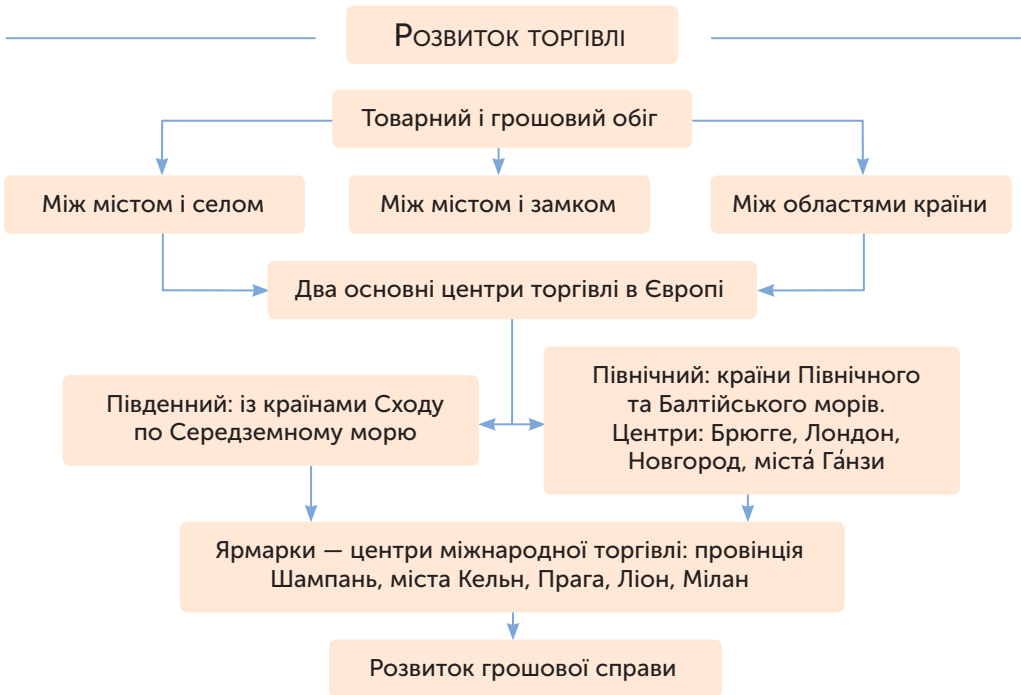 Розвиток торгівлі
Товарний і грошовий обіг
Між містом і селом
Між містом і замком
Між областями країни
Два основні центри торгівлі в Європі
Південний: із країнами Сходу
по Середземному морю
Північний: країни Північного
та Балтійського морів.
Центри: Брюгге, Лондон,
Новгород, міста́ Га́нзи
Ярмарки — центри міжнародної торгівлі: провінція
Шампань, міста Кельн, Прага, Ліон, Мілан
Розвиток грошової справи